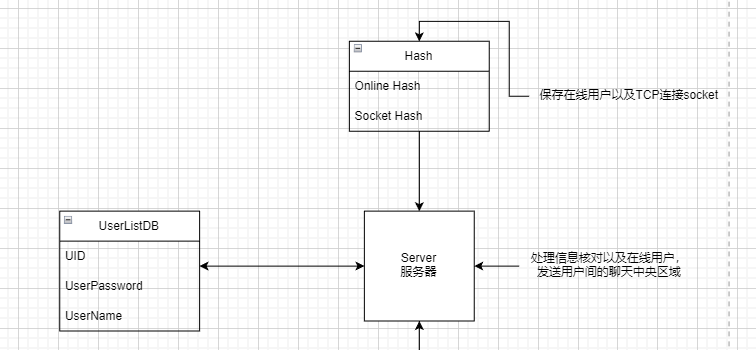 Hash
Online Hash
Socket Hash
保存在线用户以及TCP连接socket
UserListDB
UID
UserPassword
UserName
Server
服务器
处理信息核对以及在线用户，
发送用户间的聊天中央区域